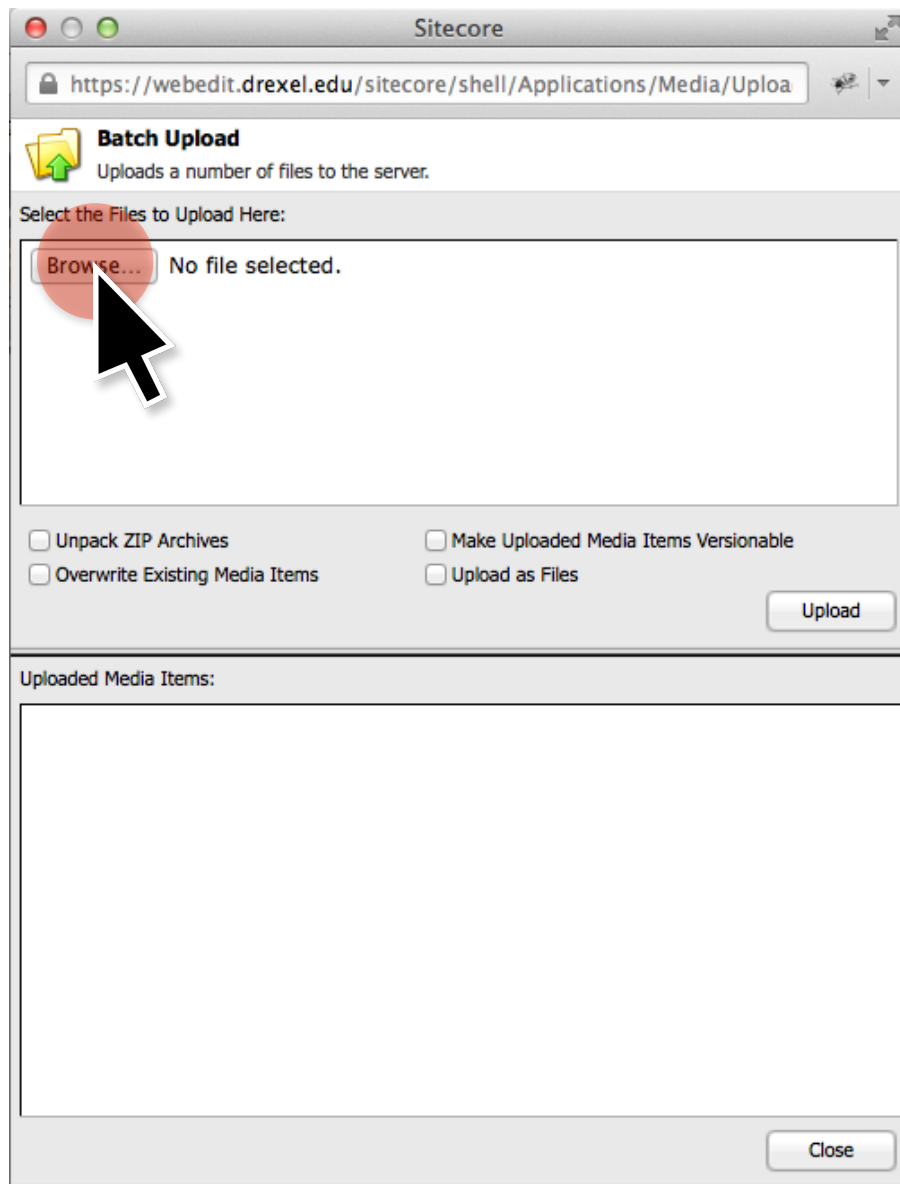 Sitecore
https://webedit.drexel.edu/sitecore/shell/Applications/Media/Uploa
Batch Upload
Uploads a number of files to the server.
Select the Files to Upload Here:
Browse... No file selected.
Unpack ZIP Archives Make Uploaded Media Items Versionable
Overwrite Existing Media Items Upload as Files
Upload
Uploaded Media Items:
Close